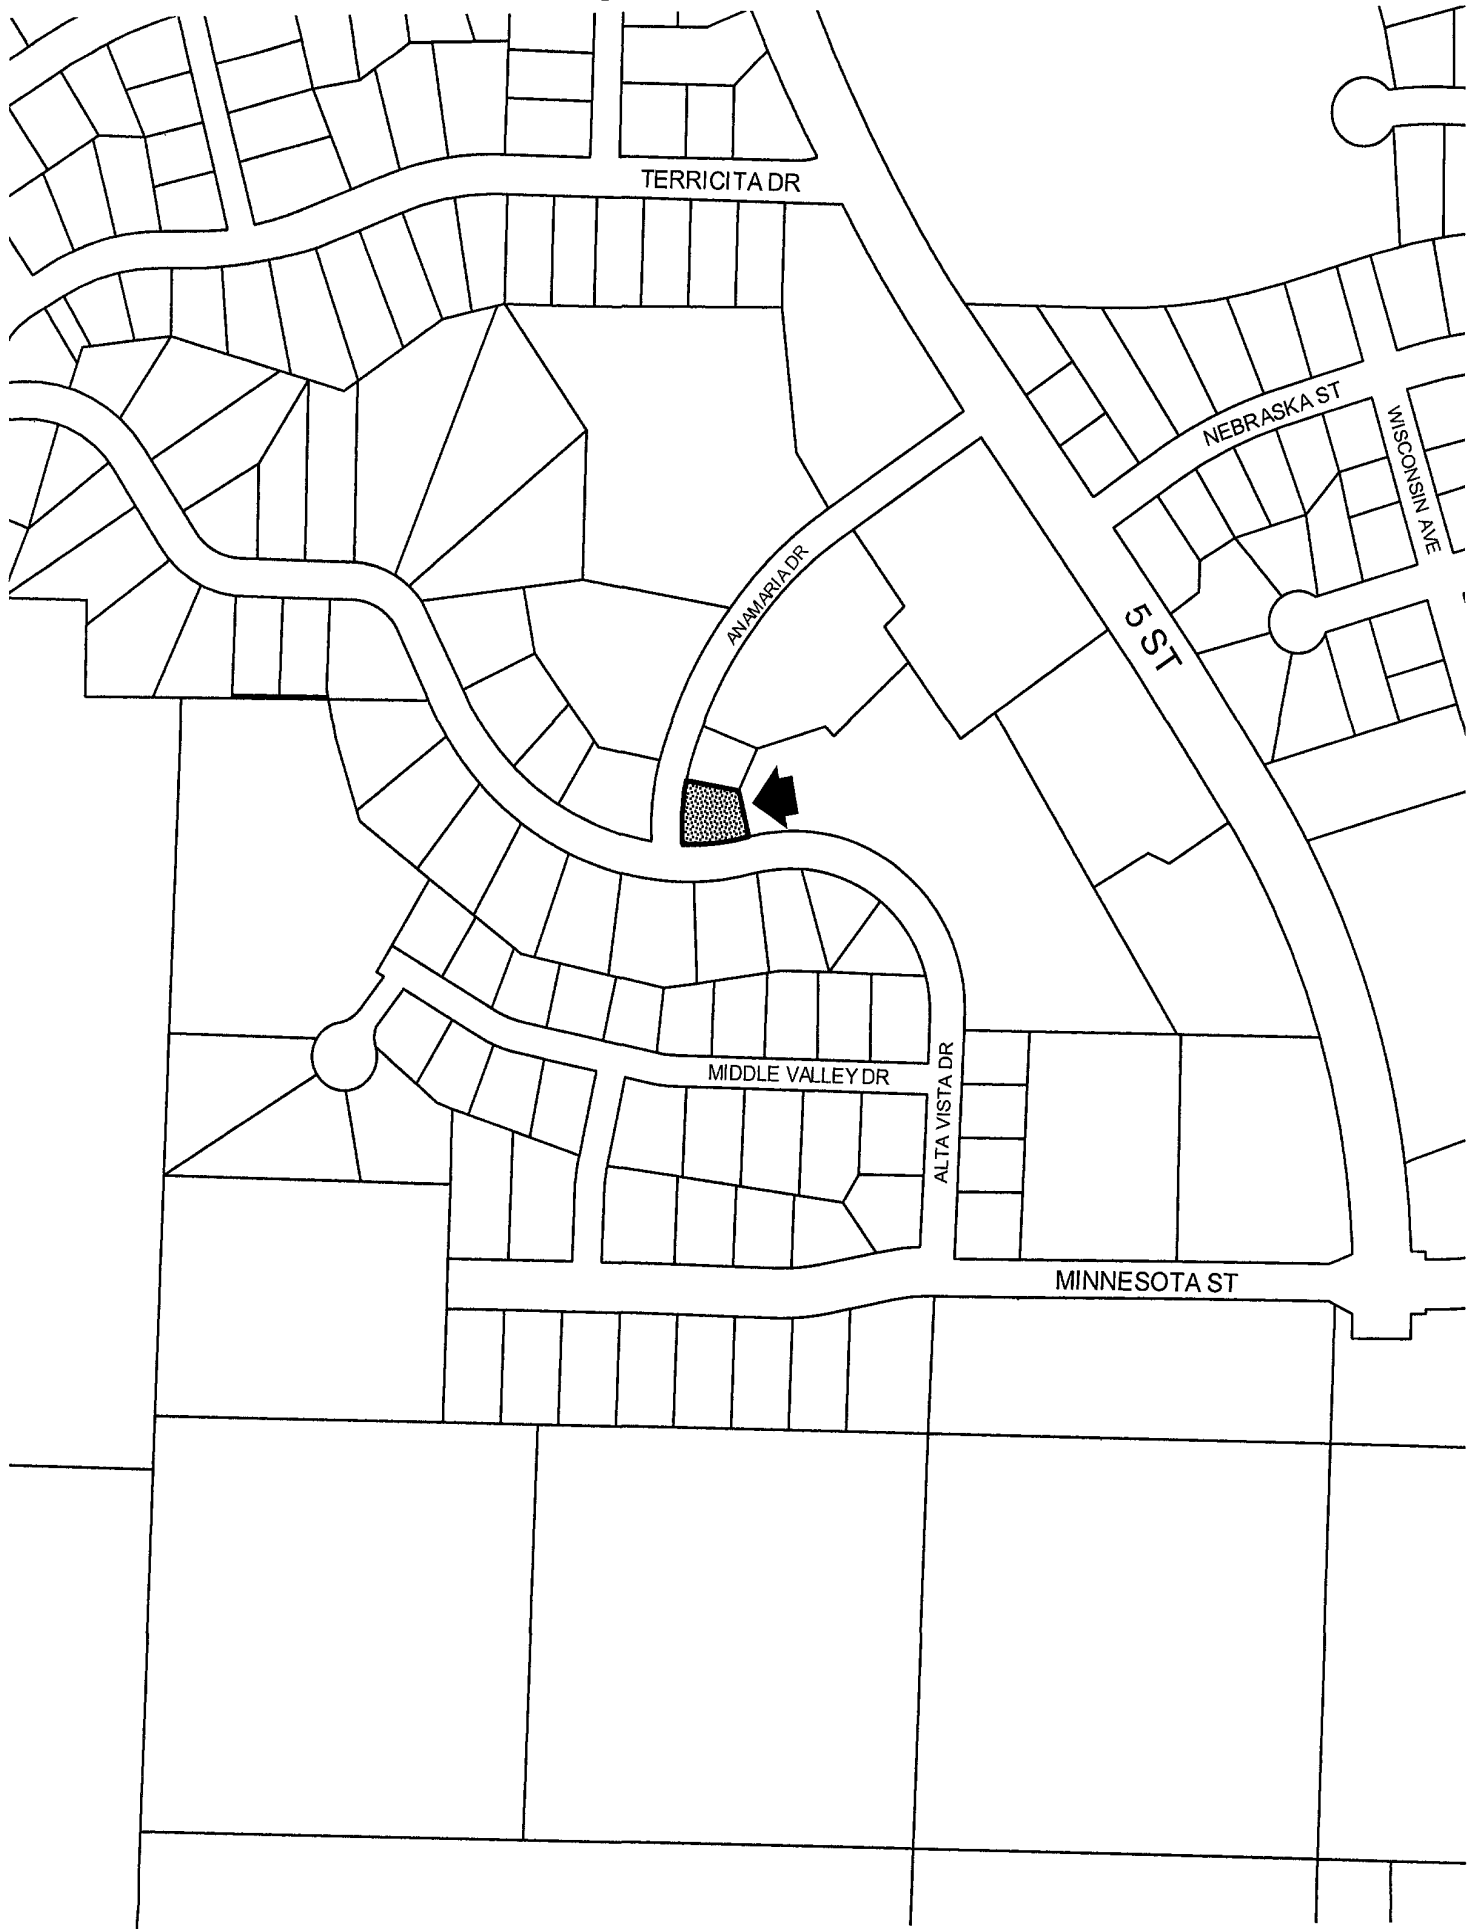 TERRICITA DR
NEBRASKA ST
WISCONSIN AVE
ANAMARIA DR
5 ST
MIDDLE VALLEY DR
ALTA VISTA DR
MINNESOTA ST